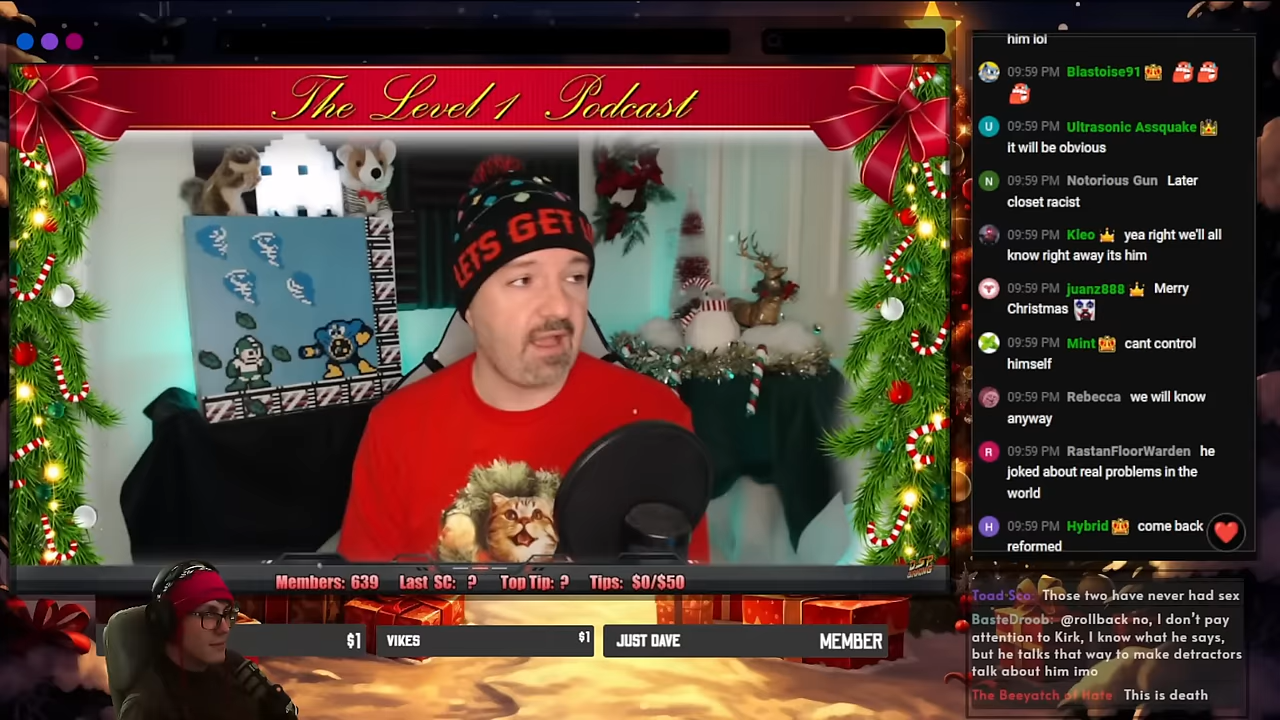 The Level 1 Podcast
LETS GET
Members: 639 Last SC: ? Top Tip: ? Tips: $0/$50
$1
VIKES $1
JUST DAVE MEMBER
him lol
09:59 PM Blastoise91
09:59 PM Ultrasonic Assquake
it will be obvious
N 09:59 PM Notorious Gun Later
closet racist
09:59 PM Kleo yea right we'll all
know right away its him
09:59 PM juanz888 Merry
Christmas
09:59 PM Mint cant control
himself
09:59 PM Rebecca we will know
anyway
R 09:59 PM RastanFloorWarden he
joked about real problems in the
world
H 09:59 PM Hybrid come back
reformed
Toad Sco: Those two have never had sex
BasteDroob: @rollback no, I don't pay
attention to Kirk, I know what he says,
but he talks that way to make detractors
talk about him imo
The Beeyatch of Hate This is death